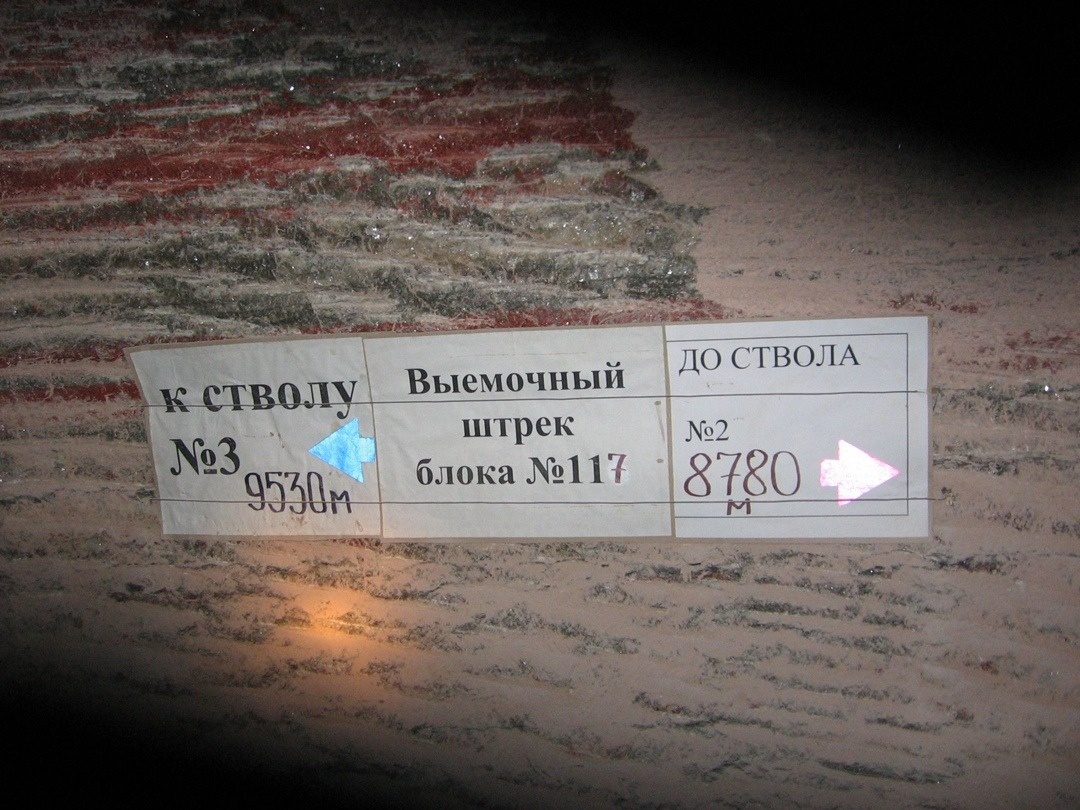 к стволу
№3
9530м
Выемочный
штрек
блока №117
ДО СТВОЛА
№2
8780
м